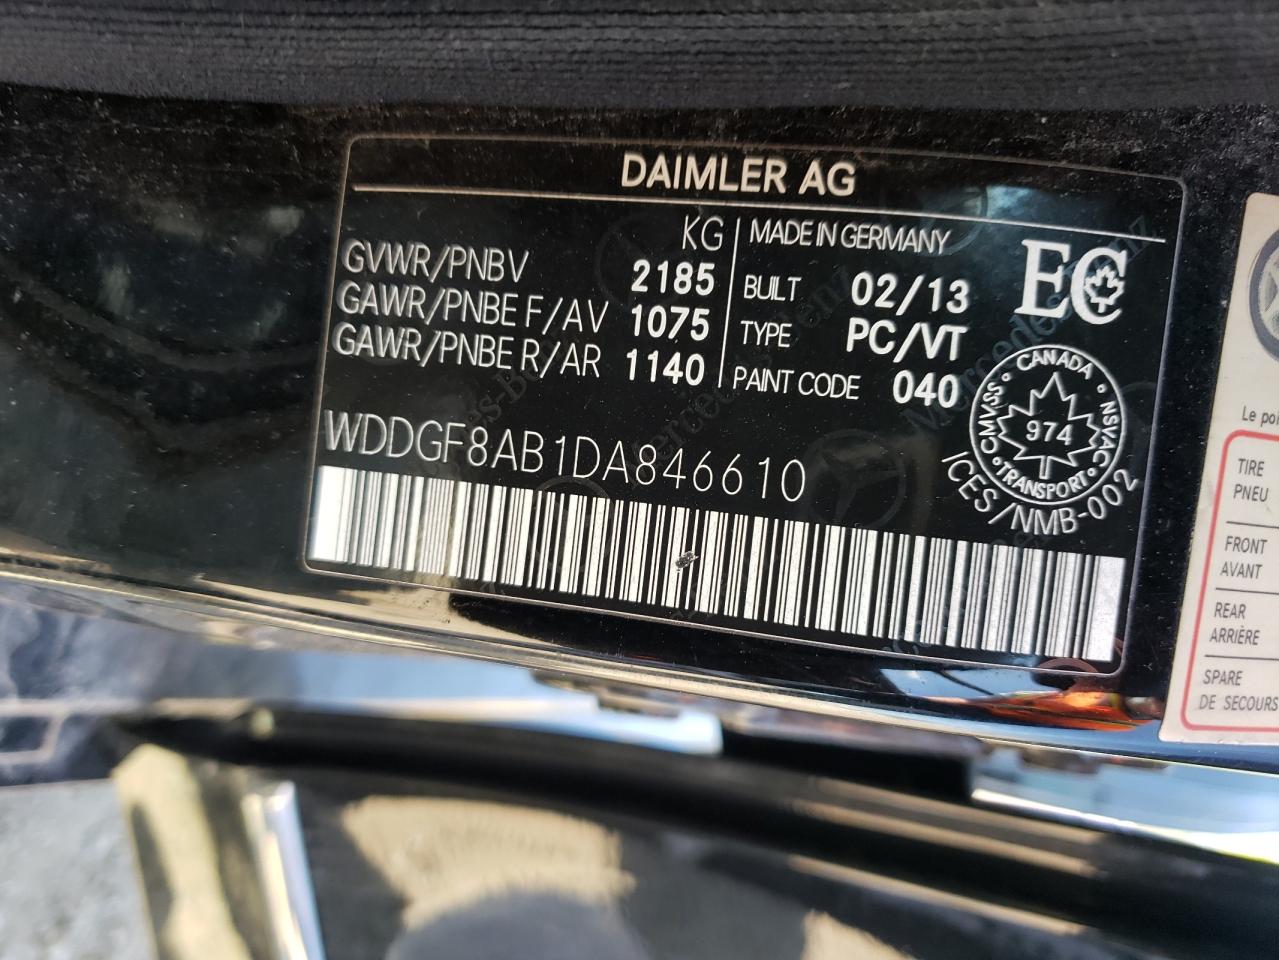 DAIMLER AG
KG
GVWR/PNBV 2185
GAWR/PNBE F/AV 1075
GAWR/PNBE R/AR 1140
MADE IN GERMANY
BUILT 02/13
TYPE PC/VT
PAINT CODE 040
EC
CANADA
CMVSS
NSVAC
974
TRANSPORT
ICES/NMB-002
WDDGF8AB1DA846610
Mercedes-Benz
TIRE
PNEU
FRONT
AVANT
REAR
ARRIÈRE
SPARE
DE SECOURS